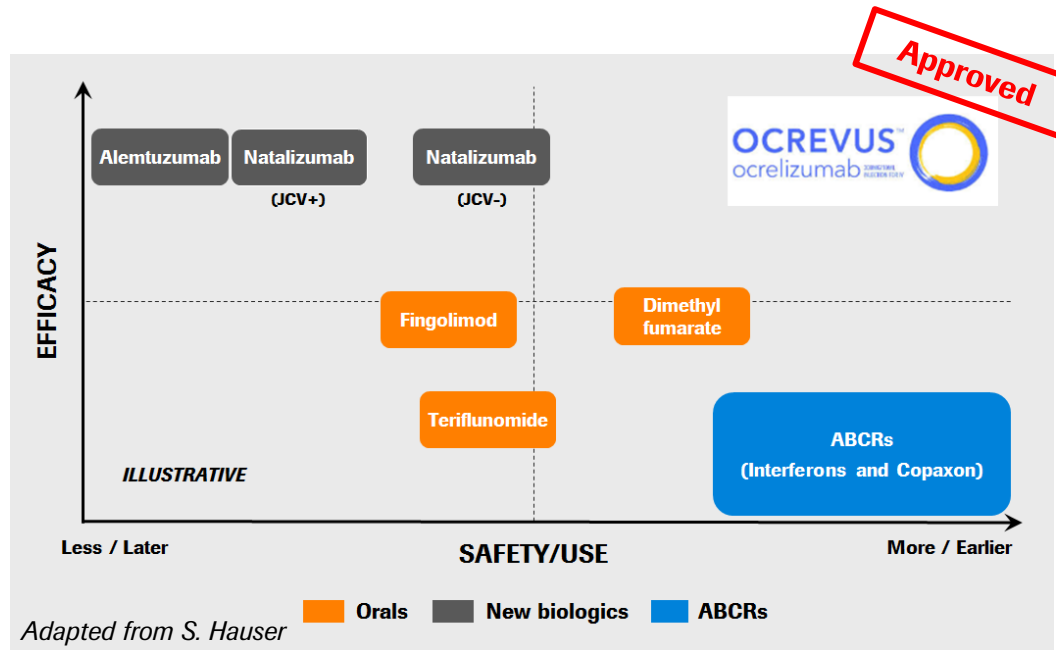 Approved
OCREVUS™
ocrelizumab
Alemtuzumab
Natalizumab
(JCV+)
Natalizumab
(JCV-)
EFFICACY
Fingolimod
Dimethyl
fumarate
Teriflunomide
ABCRs
(Interferons and Copaxon)
ILLUSTRATIVE
Less / Later
SAFETY/USE
More / Earlier
Orals
New biologics
ABCRs
Adapted from S. Hauser